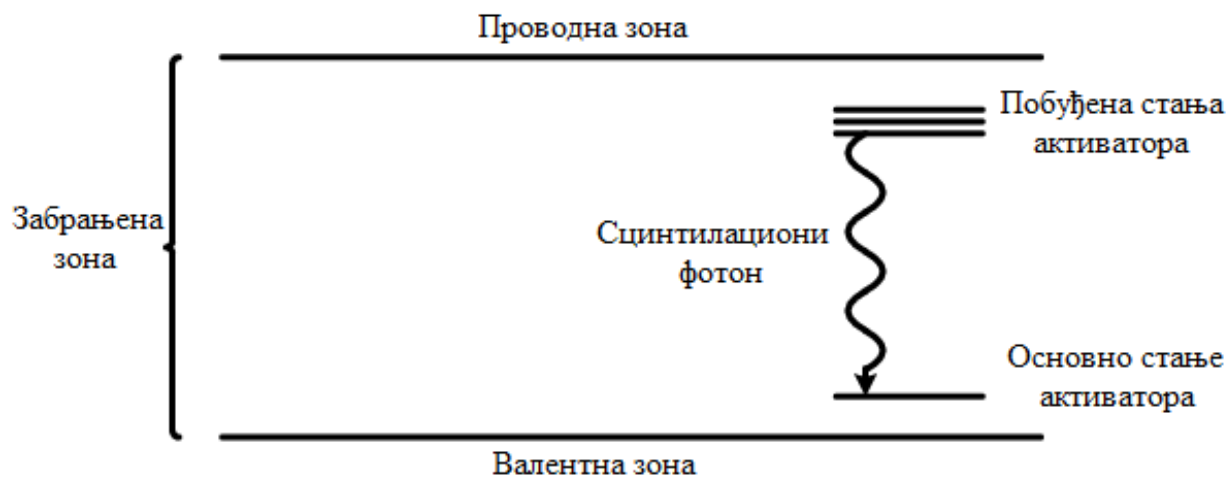 Проводна зона
Побуђена стања
активатора
Забрањена
зона
Сцинтилациони
фотон
Основно стање
активатора
Валентна зона